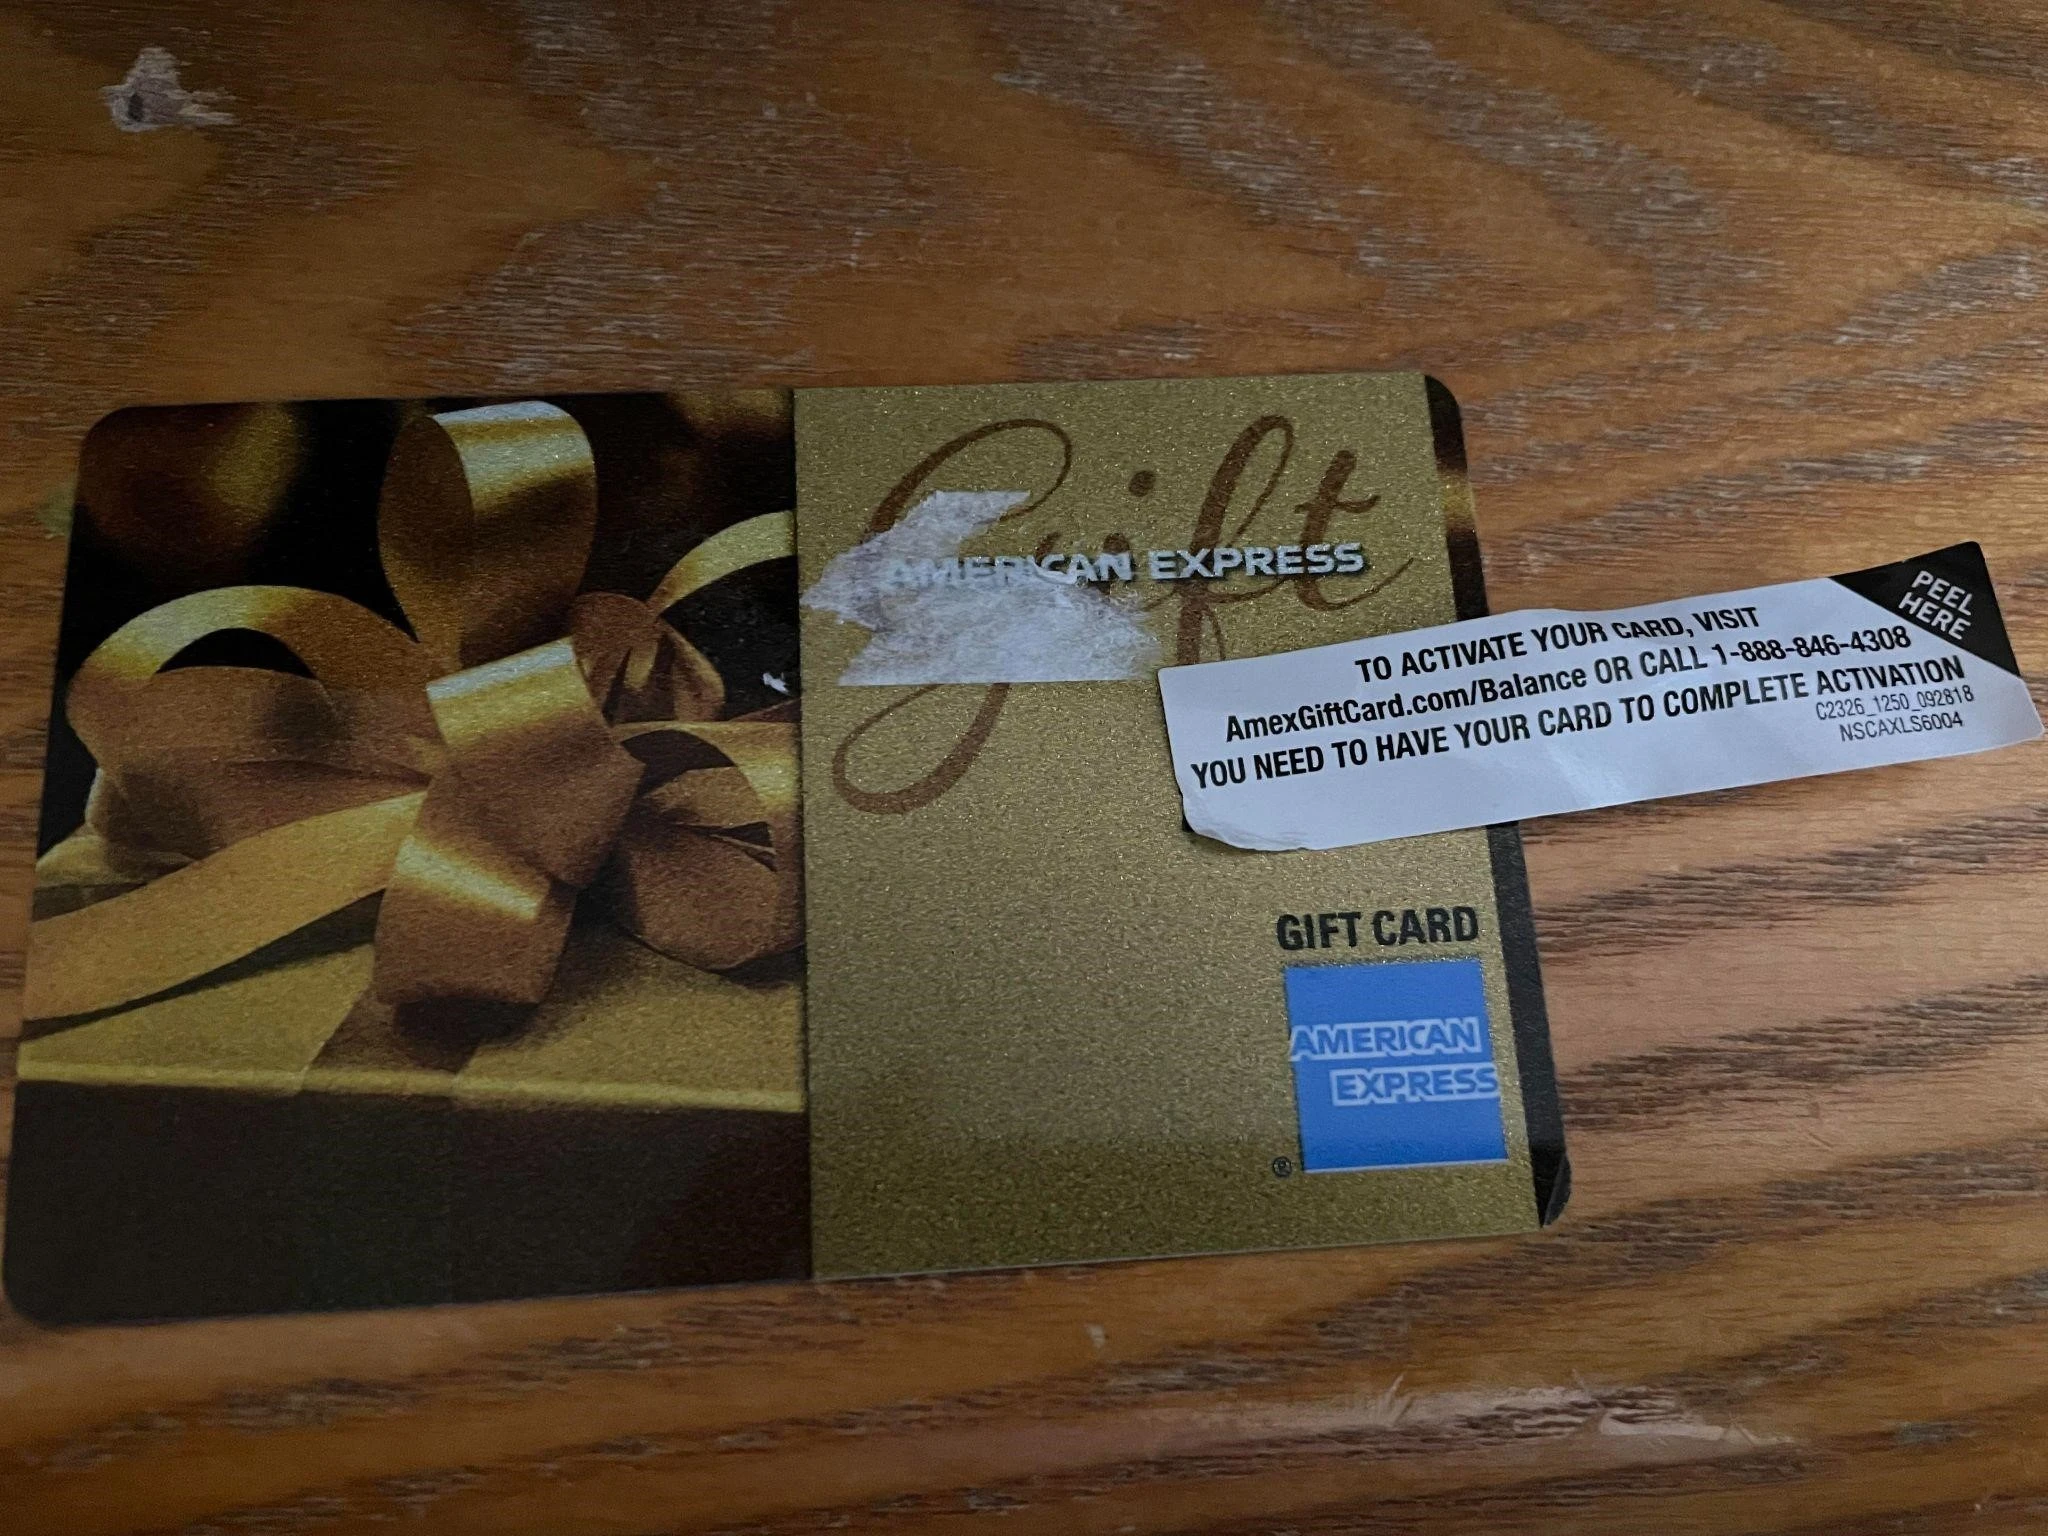 Gift
AMERICAN EXPRESS
PEEL
HERE
TO ACTIVATE YOUR CARD, VISIT
AmexGiftCard.com/Balance OR CALL 1-888-846-4308
YOU NEED TO HAVE YOUR CARD TO COMPLETE ACTIVATION
C2326_1250_092818
NSCAXLS6004
GIFT CARD
AMERICAN
EXPRESS
®